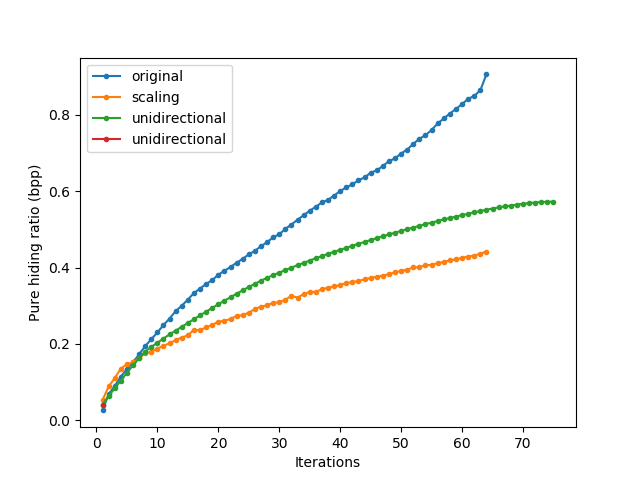 original
scaling
unidirectional
unidirectional
Pure hiding ratio (bpp)
0.8
0.6
0.4
0.2
0.0
0 10 20 30 40 50 60 70
Iterations